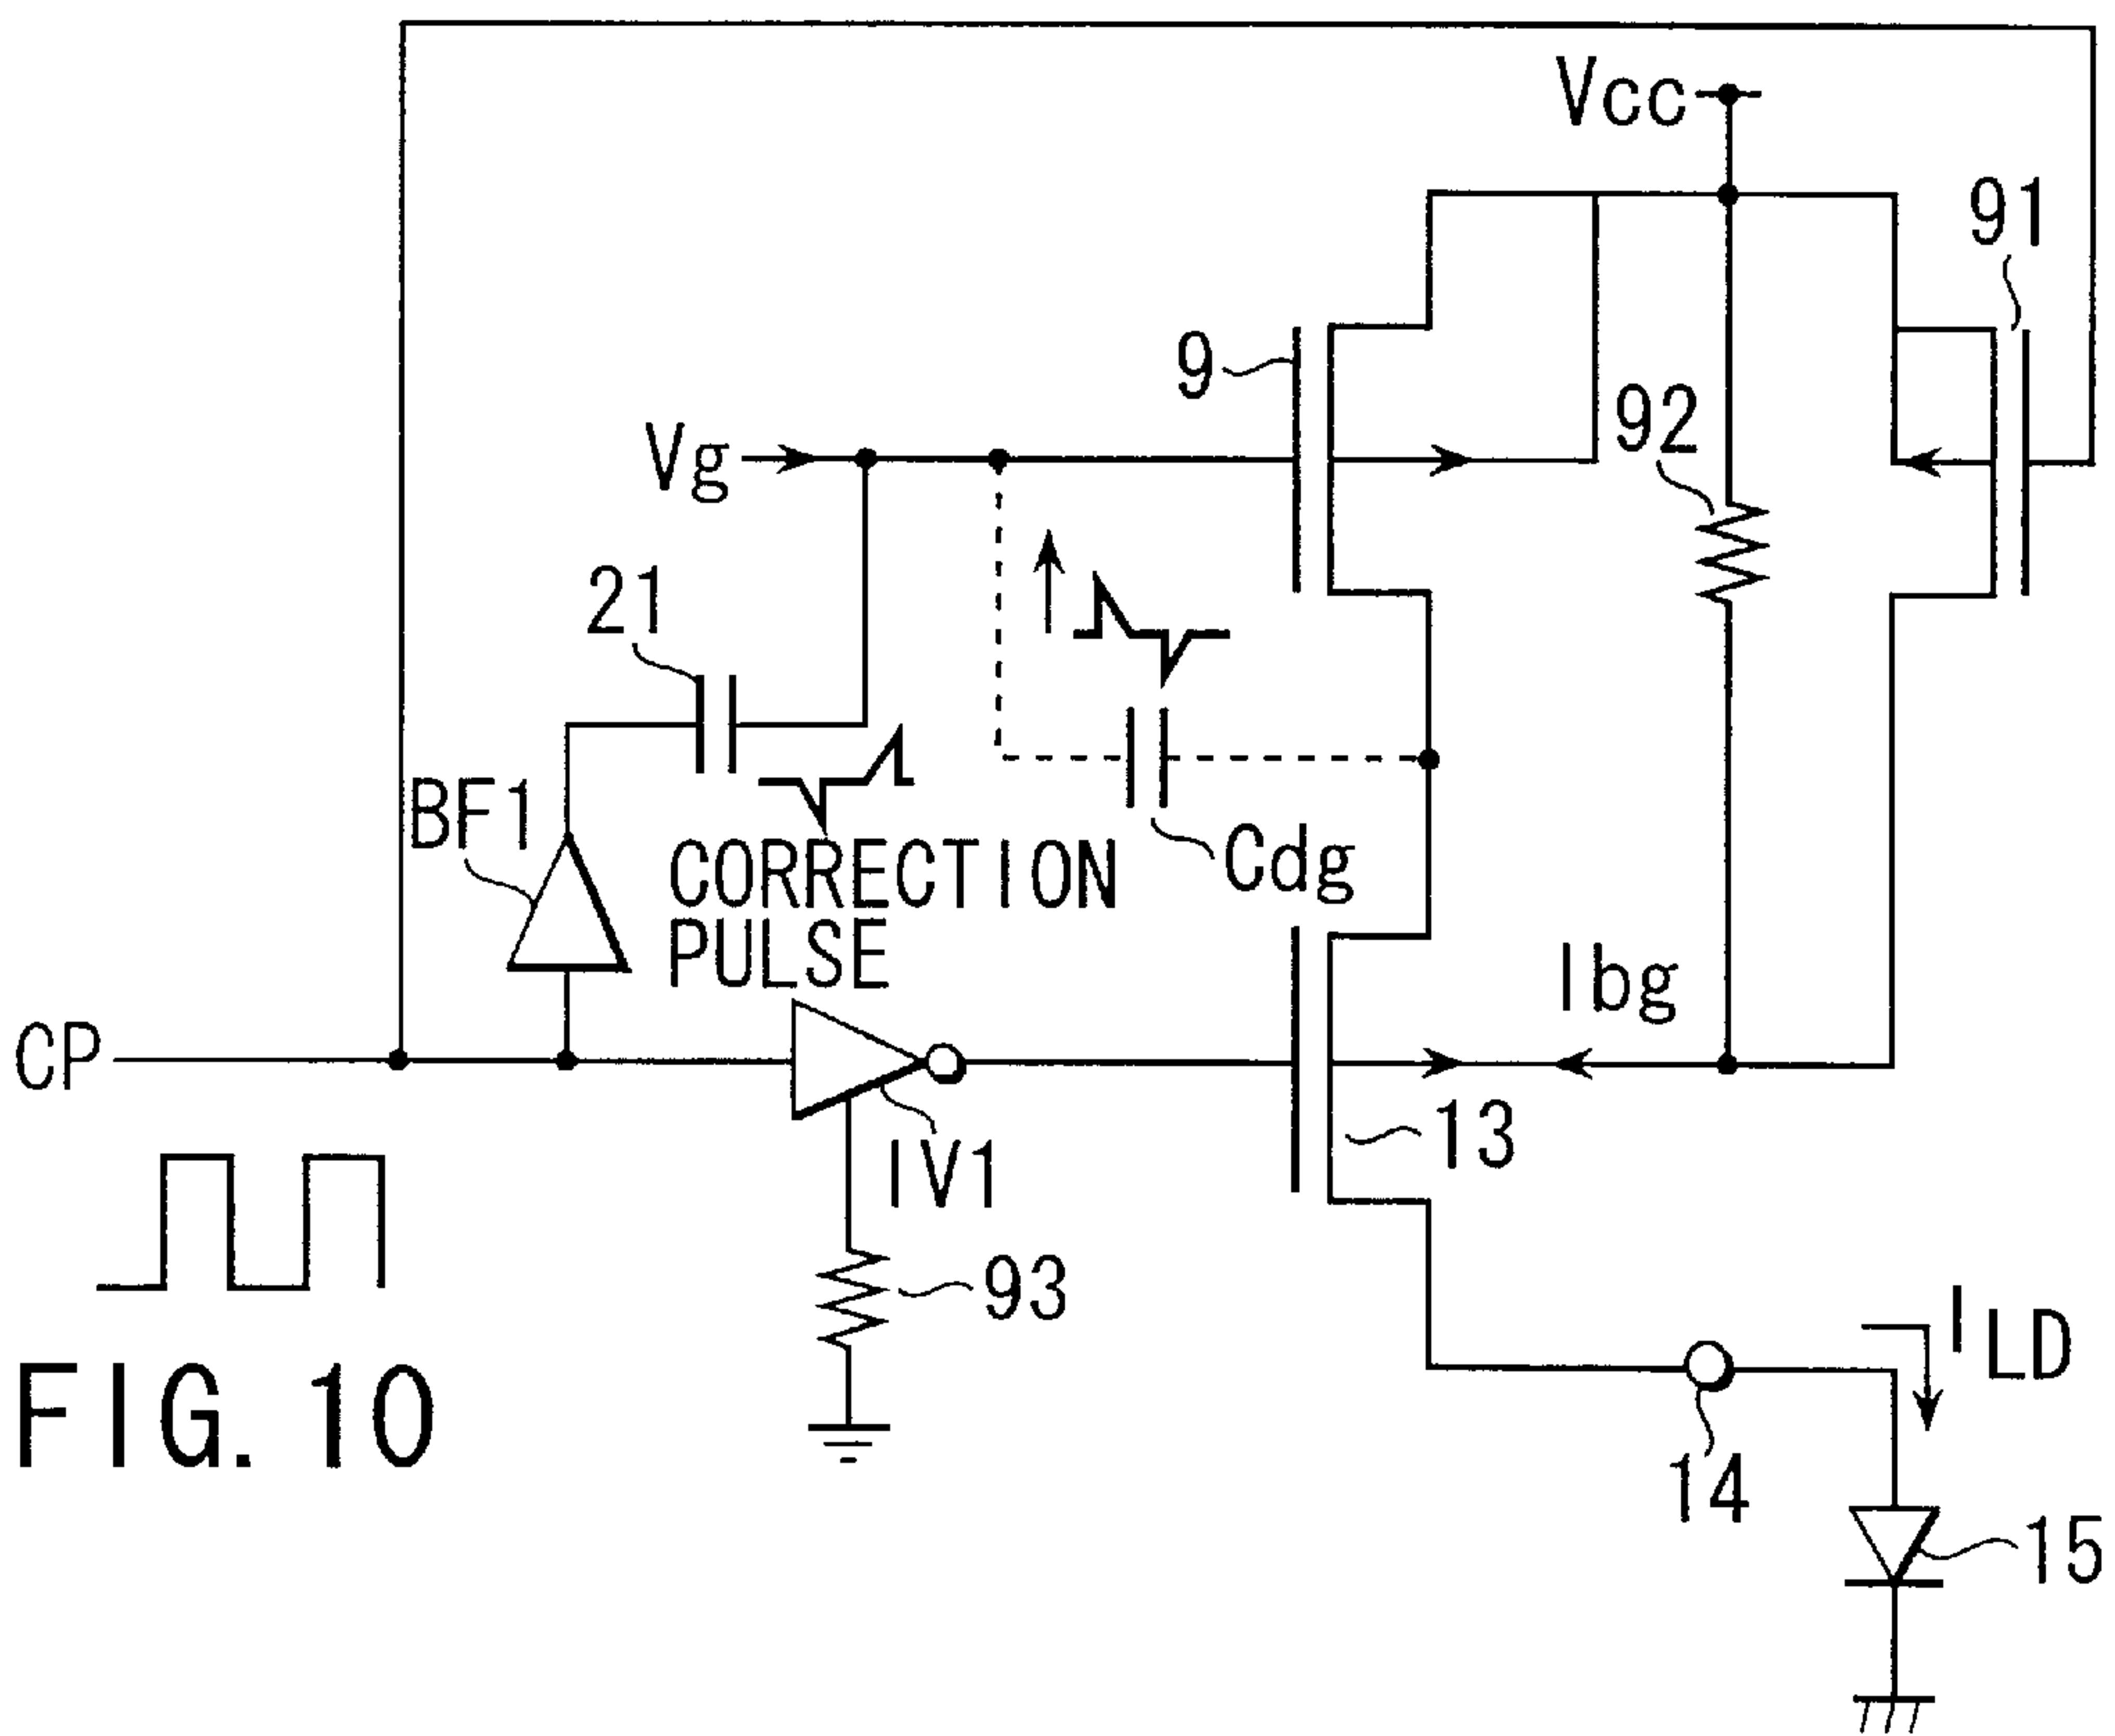 Vcc
91
9
92
Vg
21
BF1
CORRECTION
PULSE
Cdg
Ibg
CP
IV1
13
93
ILD
FIG. 10
14
15